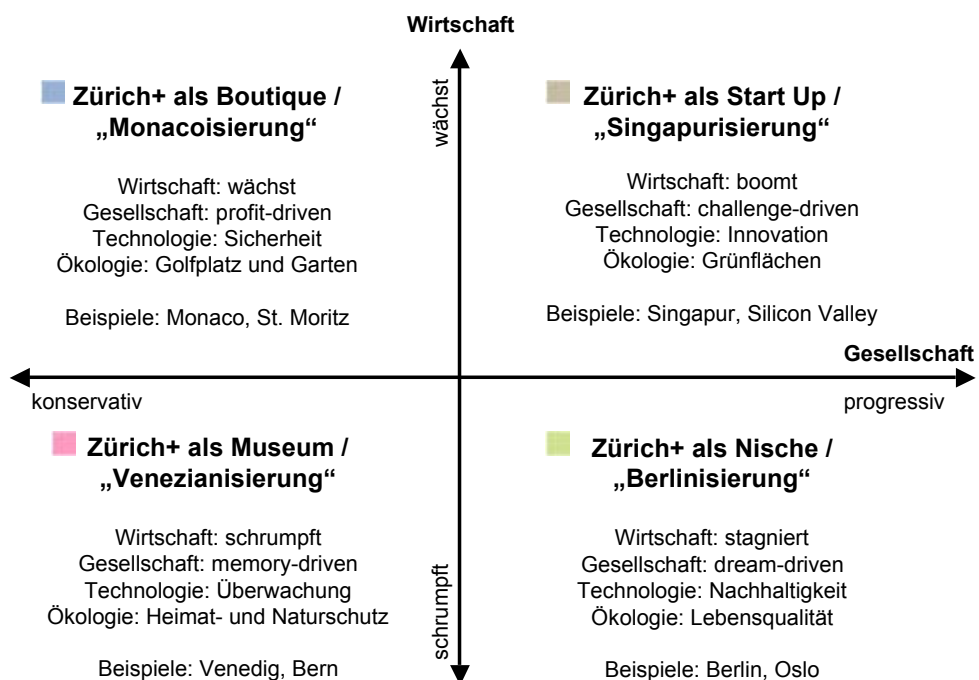 Wirtschaft
wächst
Zürich+ als Boutique /
„Monacoisierung“
Wirtschaft: wächst
Gesellschaft: profit-driven
Technologie: Sicherheit
Ökologie: Golfplatz und Garten
Beispiele: Monaco, St. Moritz
Zürich+ als Start Up /
„Singapurisierung“
Wirtschaft: boomt
Gesellschaft: challenge-driven
Technologie: Innovation
Ökologie: Grünflächen
Beispiele: Singapur, Silicon Valley
Gesellschaft
konservativ
progressiv
Zürich+ als Museum /
„Venezianisierung“
Wirtschaft: schrumpft
Gesellschaft: memory-driven
Technologie: Überwachung
Ökologie: Heimat- und Naturschutz
Beispiele: Venedig, Bern
schrumpft
Zürich+ als Nische /
„Berlinisierung“
Wirtschaft: stagniert
Gesellschaft: dream-driven
Technologie: Nachhaltigkeit
Ökologie: Lebensqualität
Beispiele: Berlin, Oslo